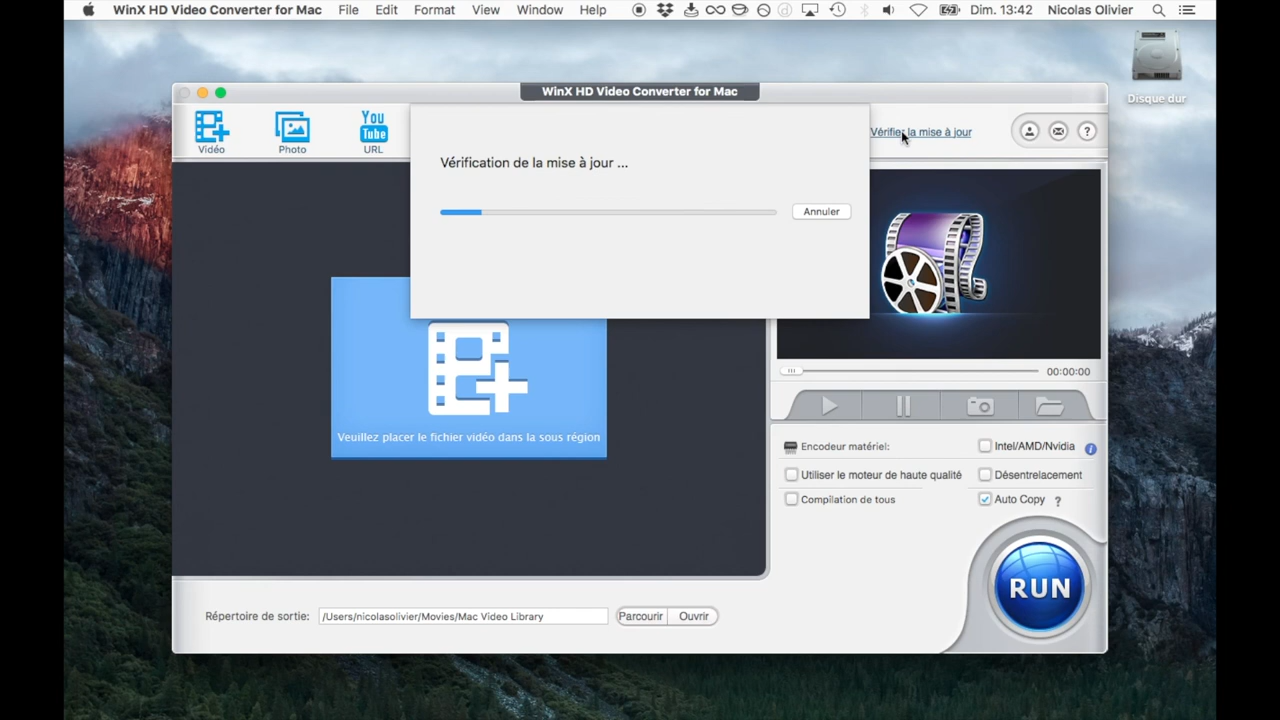 WinX HD Video Converter for Mac File Edit Format View Window Help Dim. 13:42 Nicolas Olivier
Disque dur
WinX HD Video Converter for Mac
Vidéo
Photo
You
Tube
URL
Vérifier la mise à jour
?
Vérification de la mise à jour ...
Annuler
Veuillez placer le fichier vidéo dans la sous région
00:00:00
Encodeur matériel:
Intel/AMD/Nvidia
i
Utiliser le moteur de haute qualité
Désentrelacement
Compilation de tous
Auto Copy ?
RUN
Répertoire de sortie: /Users/nicolasolivier/Movies/Mac Video Library Parcourir Ouvrir